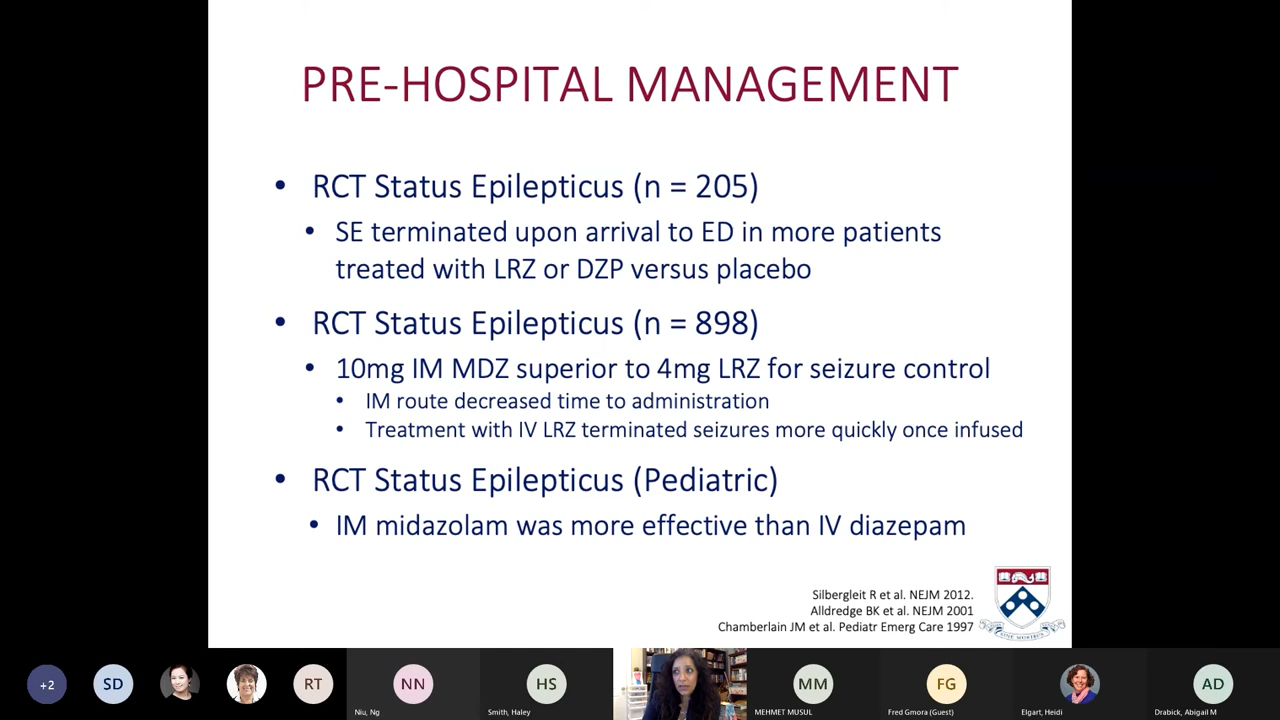 PRE-HOSPITAL MANAGEMENT
• RCT Status Epilepticus (n = 205)
• SE terminated upon arrival to ED in more patients
treated with LRZ or DZP versus placebo
• RCT Status Epilepticus (n = 898)
• 10mg IM MDZ superior to 4mg LRZ for seizure control
• IM route decreased time to administration
• Treatment with IV LRZ terminated seizures more quickly once infused
• RCT Status Epilepticus (Pediatric)
• IM midazolam was more effective than IV diazepam
Silbergleit R et al. NEJM 2012.
Alldredge BK et al. NEJM 2001
Chamberlain JM et al. Pediatr Emerg Care 1997
+2
SD
RT
NN
HS
MM
FG
AD
Niu, Ng
Smith, Haley
MEHMET MUSUL
Fred Gmora (Guest)
Elgart, Heidi
Drabick, Abigail M